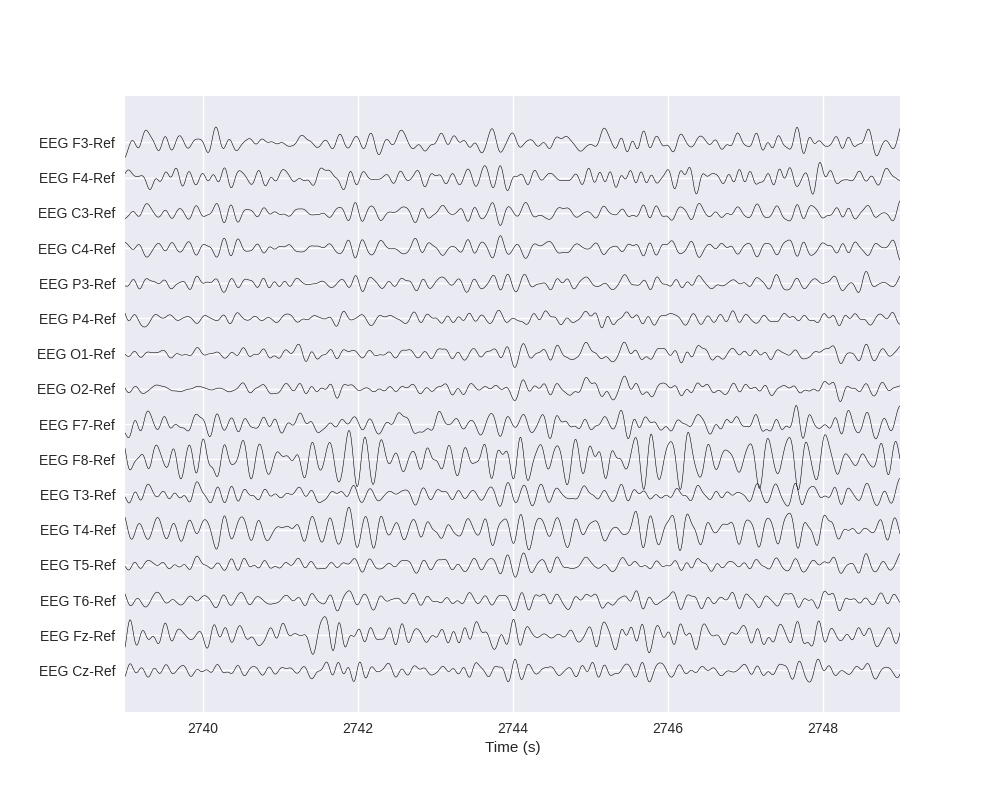 EEG F3-Ref
EEG F4-Ref
EEG C3-Ref
EEG C4-Ref
EEG P3-Ref
EEG P4-Ref
EEG O1-Ref
EEG O2-Ref
EEG F7-Ref
EEG F8-Ref
EEG T3-Ref
EEG T4-Ref
EEG T5-Ref
EEG T6-Ref
EEG Fz-Ref
EEG Cz-Ref
2740 2742 2744 2746 2748
Time (s)